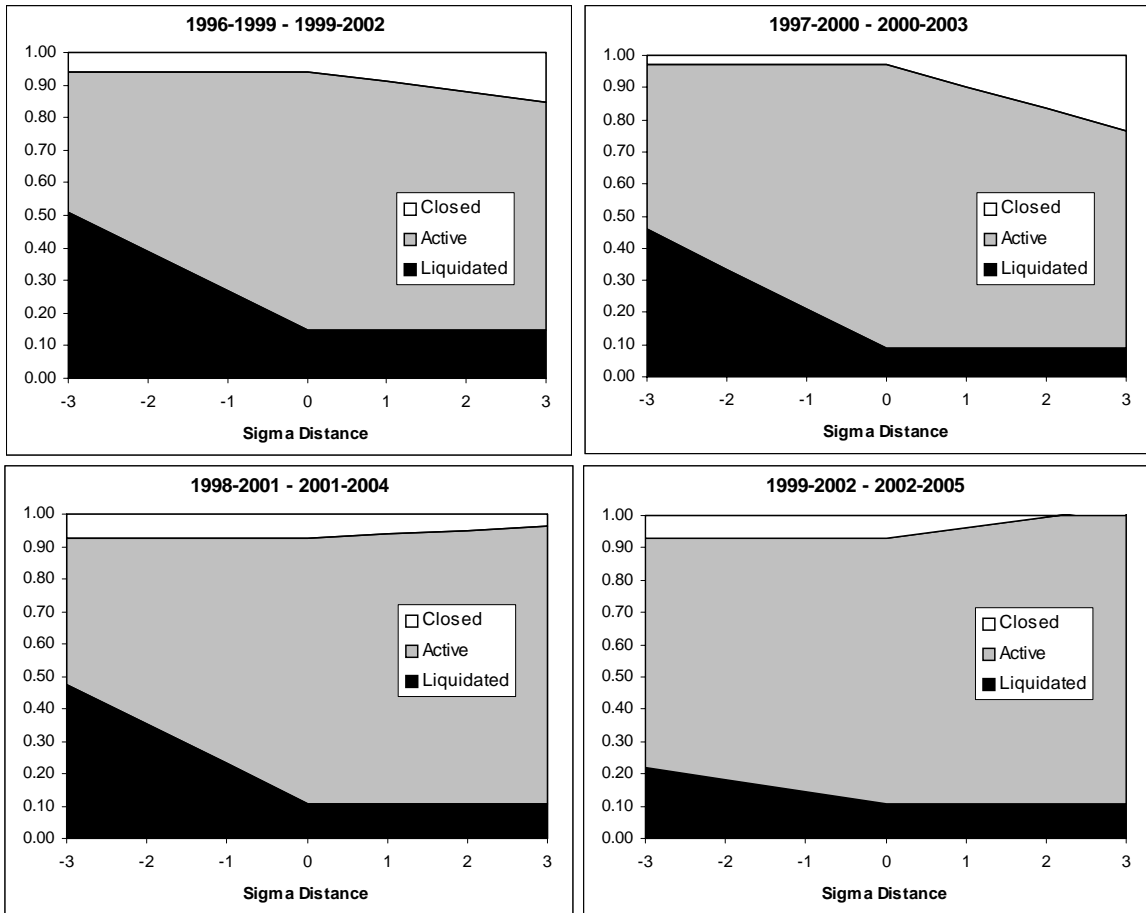 1996-1999 - 1999-2002
1.00
0.90
0.80
0.70
0.60
0.50
0.40
0.30
0.20
0.10
0.00
Closed
Active
Liquidated
-3 -2 -1 0 1 2 3
Sigma Distance
1997-2000 - 2000-2003
1.00
0.90
0.80
0.70
0.60
0.50
0.40
0.30
0.20
0.10
0.00
Closed
Active
Liquidated
-3 -2 -1 0 1 2 3
Sigma Distance
1998-2001 - 2001-2004
1.00
0.90
0.80
0.70
0.60
0.50
0.40
0.30
0.20
0.10
0.00
Closed
Active
Liquidated
-3 -2 -1 0 1 2 3
Sigma Distance
1999-2002 - 2002-2005
1.00
0.90
0.80
0.70
0.60
0.50
0.40
0.30
0.20
0.10
0.00
Closed
Active
Liquidated
-3 -2 -1 0 1 2 3
Sigma Distance